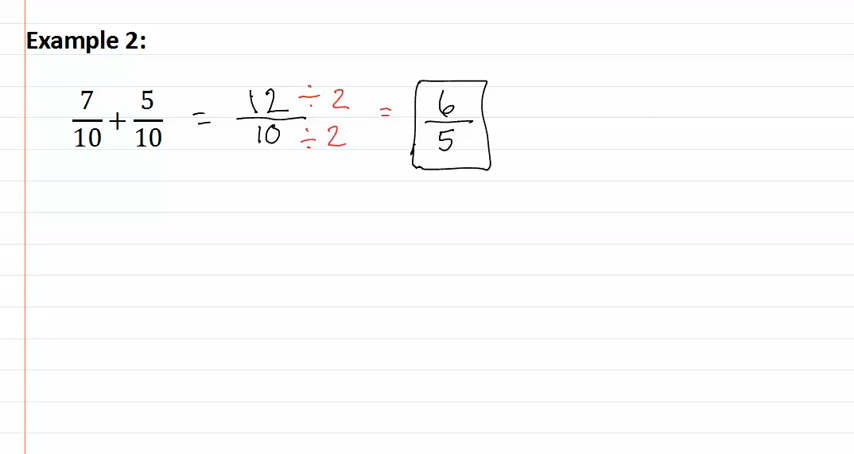 Example 2:
7/10 + 5/10 = 12 ÷ 2/10 ÷ 2 = 6/5